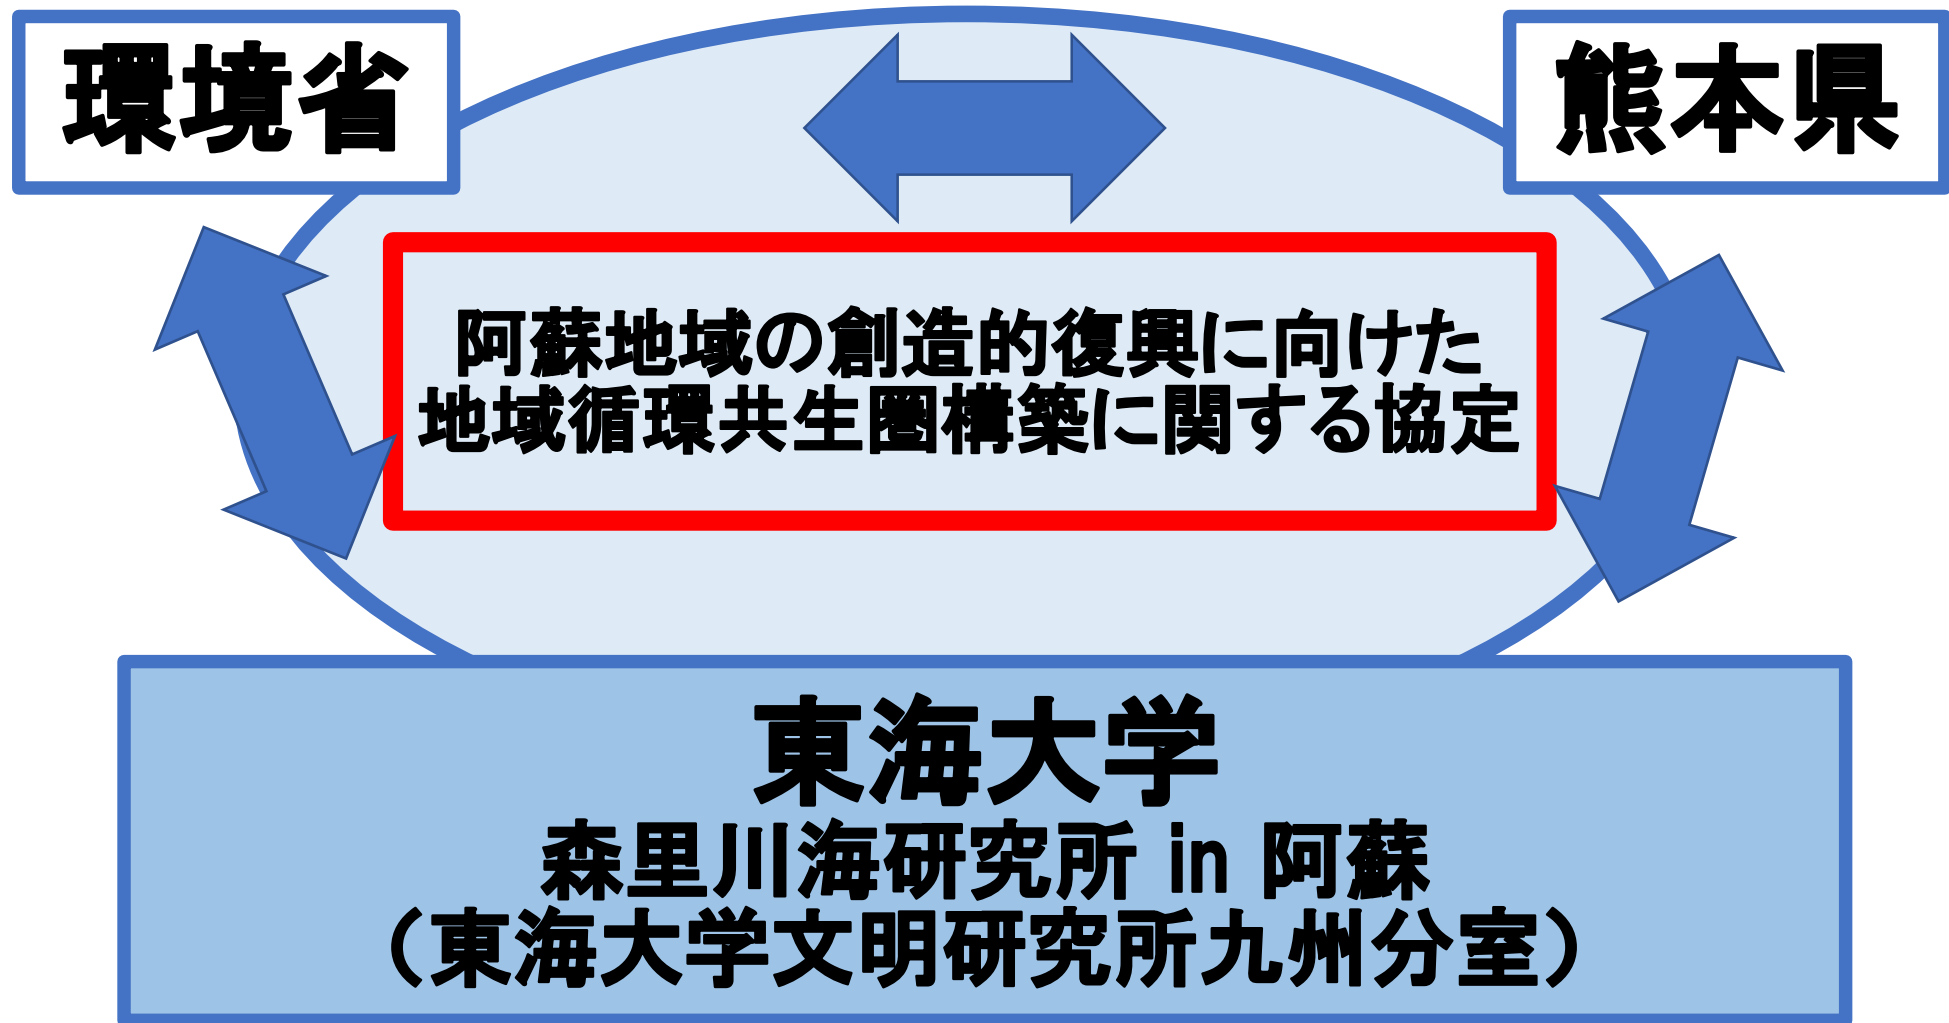 環境省
熊本県
阿蘇地域の創造的復興に向けた
地域循環共生圏構築に関する協定
東海大学
森里川海研究所 in 阿蘇
（東海大学文明研究所九州分室）